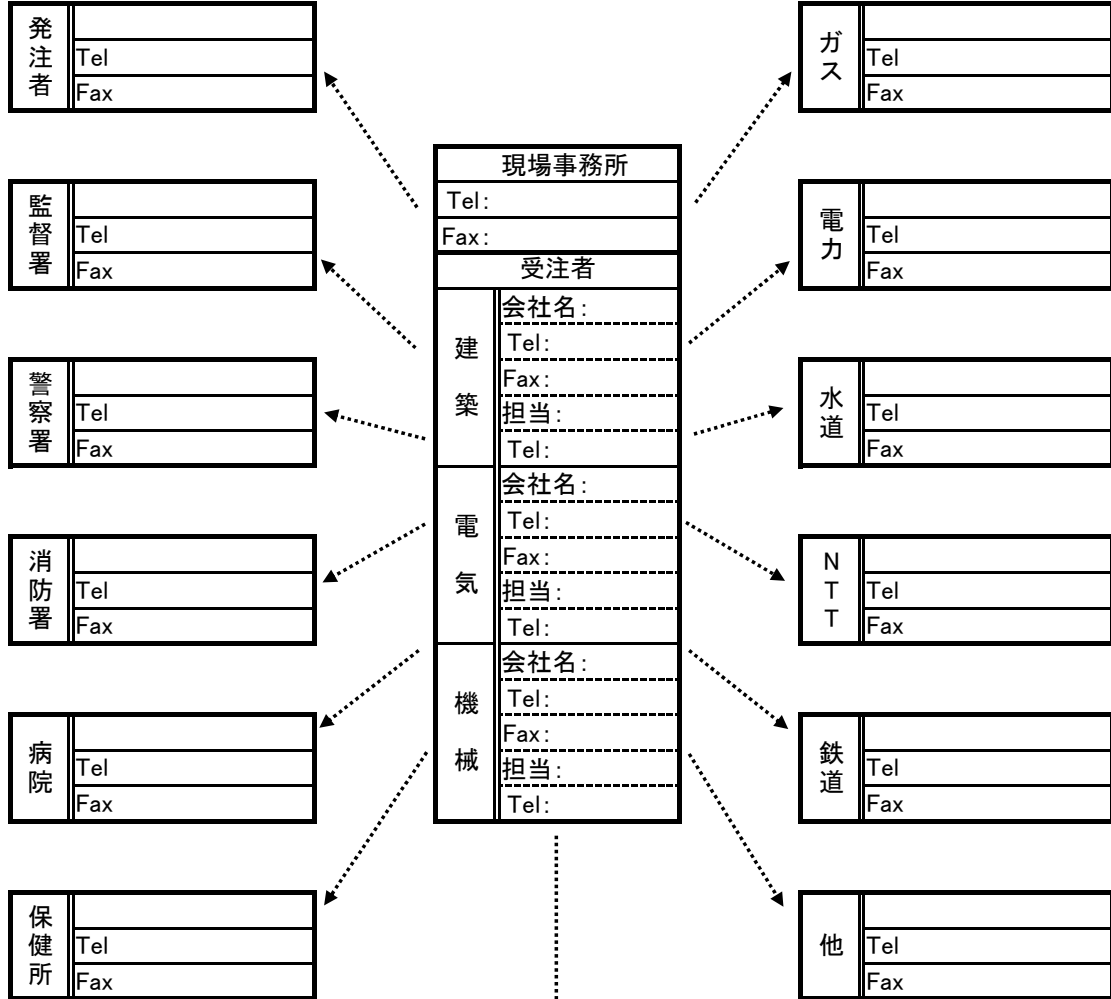 発注者
Tel
Fax
監督署
Tel
Fax
警察署
Tel
Fax
消防署
Tel
Fax
病院
Tel
Fax
保健所
Tel
Fax
現場事務所
Tel:
Fax:
受注者
建築
会社名:
Tel:
Fax:
担当:
Tel:
電気
会社名:
Tel:
Fax:
担当:
Tel:
機械
会社名:
Tel:
Fax:
担当:
Tel:
ガス
Tel
Fax
電力
Tel
Fax
水道
Tel
Fax
NTT
Tel
Fax
鉄道
Tel
Fax
他
Tel
Fax